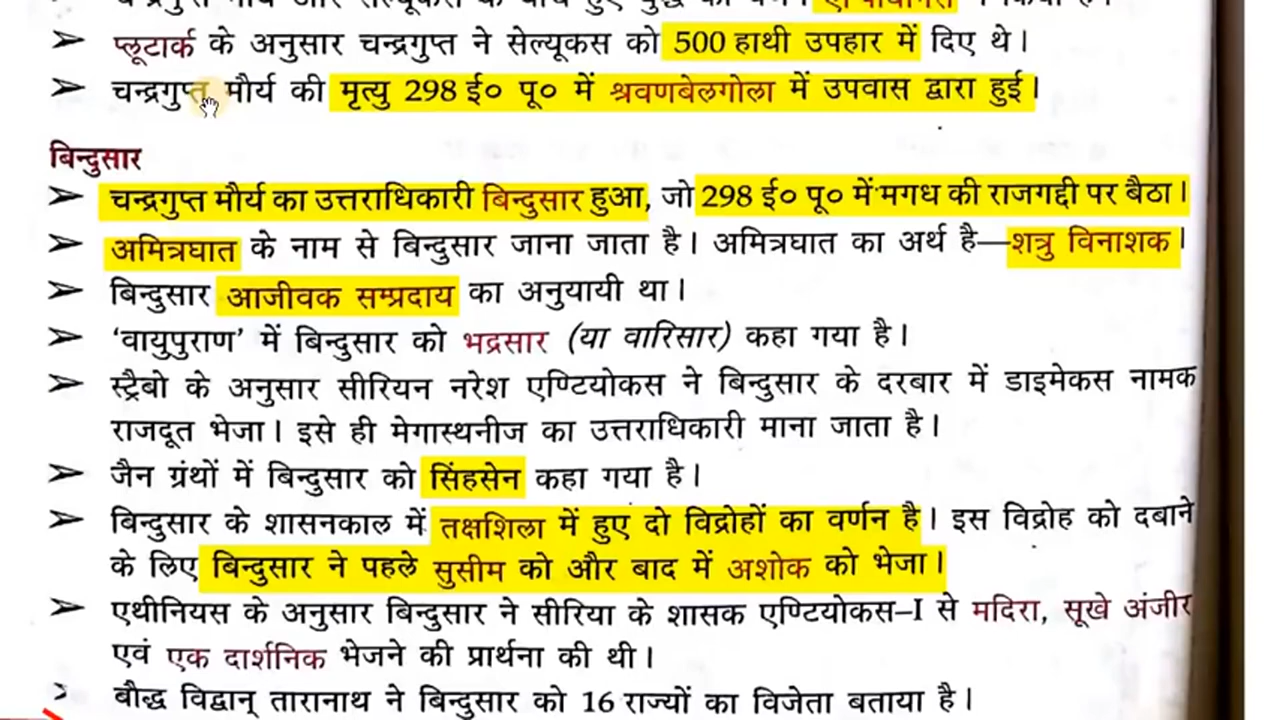 ➢ प्लूटार्क के अनुसार चन्द्रगुप्त ने सेल्यूकस को 500 हाथी उपहार में दिए थे।
➢ चन्द्रगुप्त मौर्य की मृत्यु 298 ई० पू० में श्रवणबेलगोला में उपवास द्वारा हुई।
बिन्दुसार
➢ चन्द्रगुप्त मौर्य का उत्तराधिकारी बिन्दुसार हुआ, जो 298 ई० पू० में मगध की राजगद्दी पर बैठा।
➢ अमित्रघात के नाम से बिन्दुसार जाना जाता है। अमित्रघात का अर्थ है—शत्रु विनाशक।
➢ बिन्दुसार आजीवक सम्प्रदाय का अनुयायी था।
➢ ‘वायुपुराण’ में बिन्दुसार को भद्रसार (या वारिसार) कहा गया है।
➢ स्ट्रैबो के अनुसार सीरियन नरेश एण्टियोकस ने बिन्दुसार के दरबार में डाइमेकस नामक
राजदूत भेजा। इसे ही मेगास्थनीज का उत्तराधिकारी माना जाता है।
➢ जैन ग्रंथों में बिन्दुसार को सिंहसेन कहा गया है।
➢ बिन्दुसार के शासनकाल में तक्षशिला में हुए दो विद्रोहों का वर्णन है। इस विद्रोह को दबाने
के लिए बिन्दुसार ने पहले सुसीम को और बाद में अशोक को भेजा।
➢ एथीनियस के अनुसार बिन्दुसार ने सीरिया के शासक एण्टियोकस–I से मदिरा, सूखे अंजीर
एवं एक दार्शनिक भेजने की प्रार्थना की थी।
➢ बौद्ध विद्वान् तारानाथ ने बिन्दुसार को 16 राज्यों का विजेता बताया है।